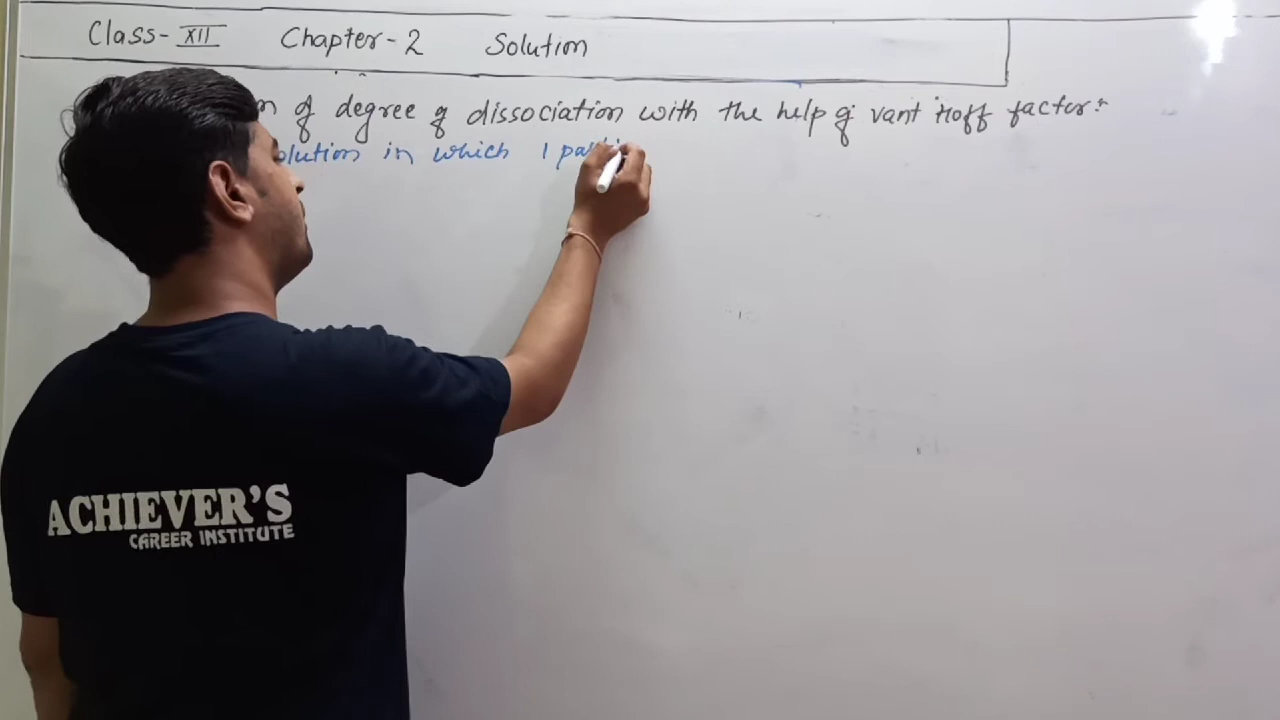 Class-XII Chapter-2 Solution
of degree of dissociation with the help of vant Hoff factor:-
olution in which 1 parti
ACHIEVER'S
CAREER INSTITUTE